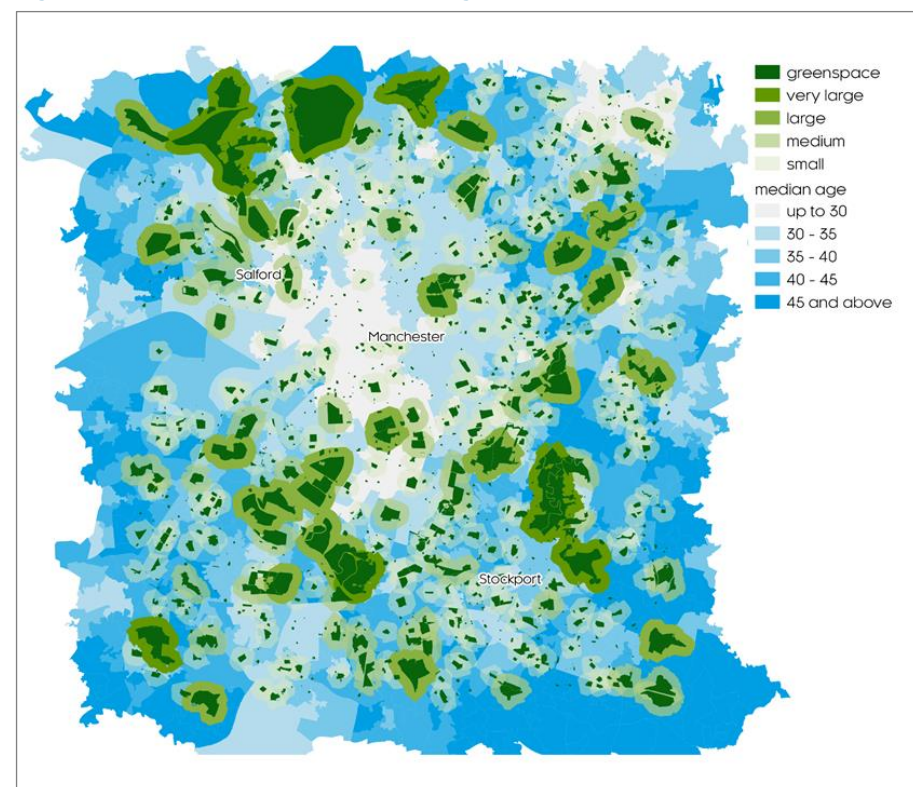 greenspace
very large
large
medium
small
median age
up to 30
30 - 35
35 - 40
40 - 45
45 and above
Salford
Manchester
Stockport